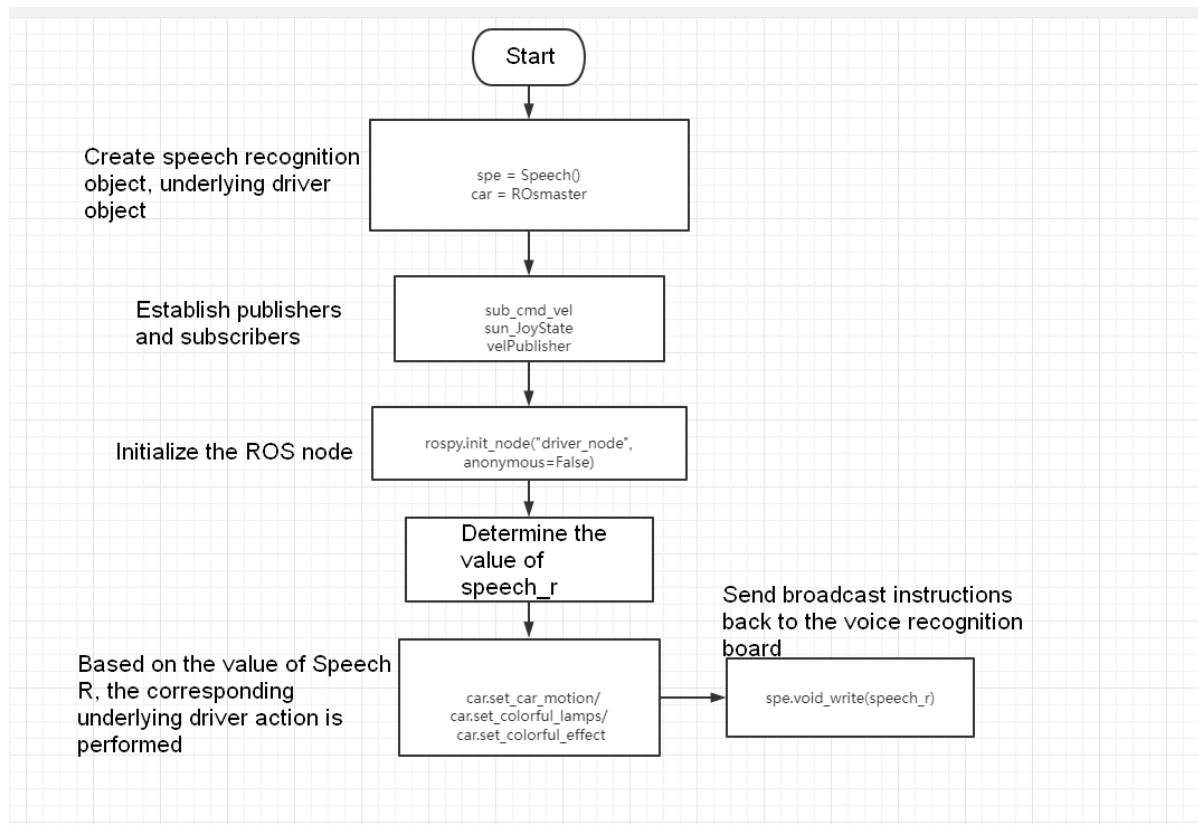 Start
Create speech recognition
object, underlying driver
object
spe = Speech()
car = ROsmaster
Establish publishers
and subscribers
sub_cmd_vel
sun_JoyState
velPublisher
Initialize the ROS node
rospy.init_node("driver_node",
anonymous=False)
Determine the
value of
speech_r
Based on the value of Speech
R, the corresponding
underlying driver action is
performed
car.set_car_motion/
car.set_colorful_lamps/
car.set_colorful_effect
Send broadcast instructions
back to the voice recognition
board
spe.void_write(speech_r)